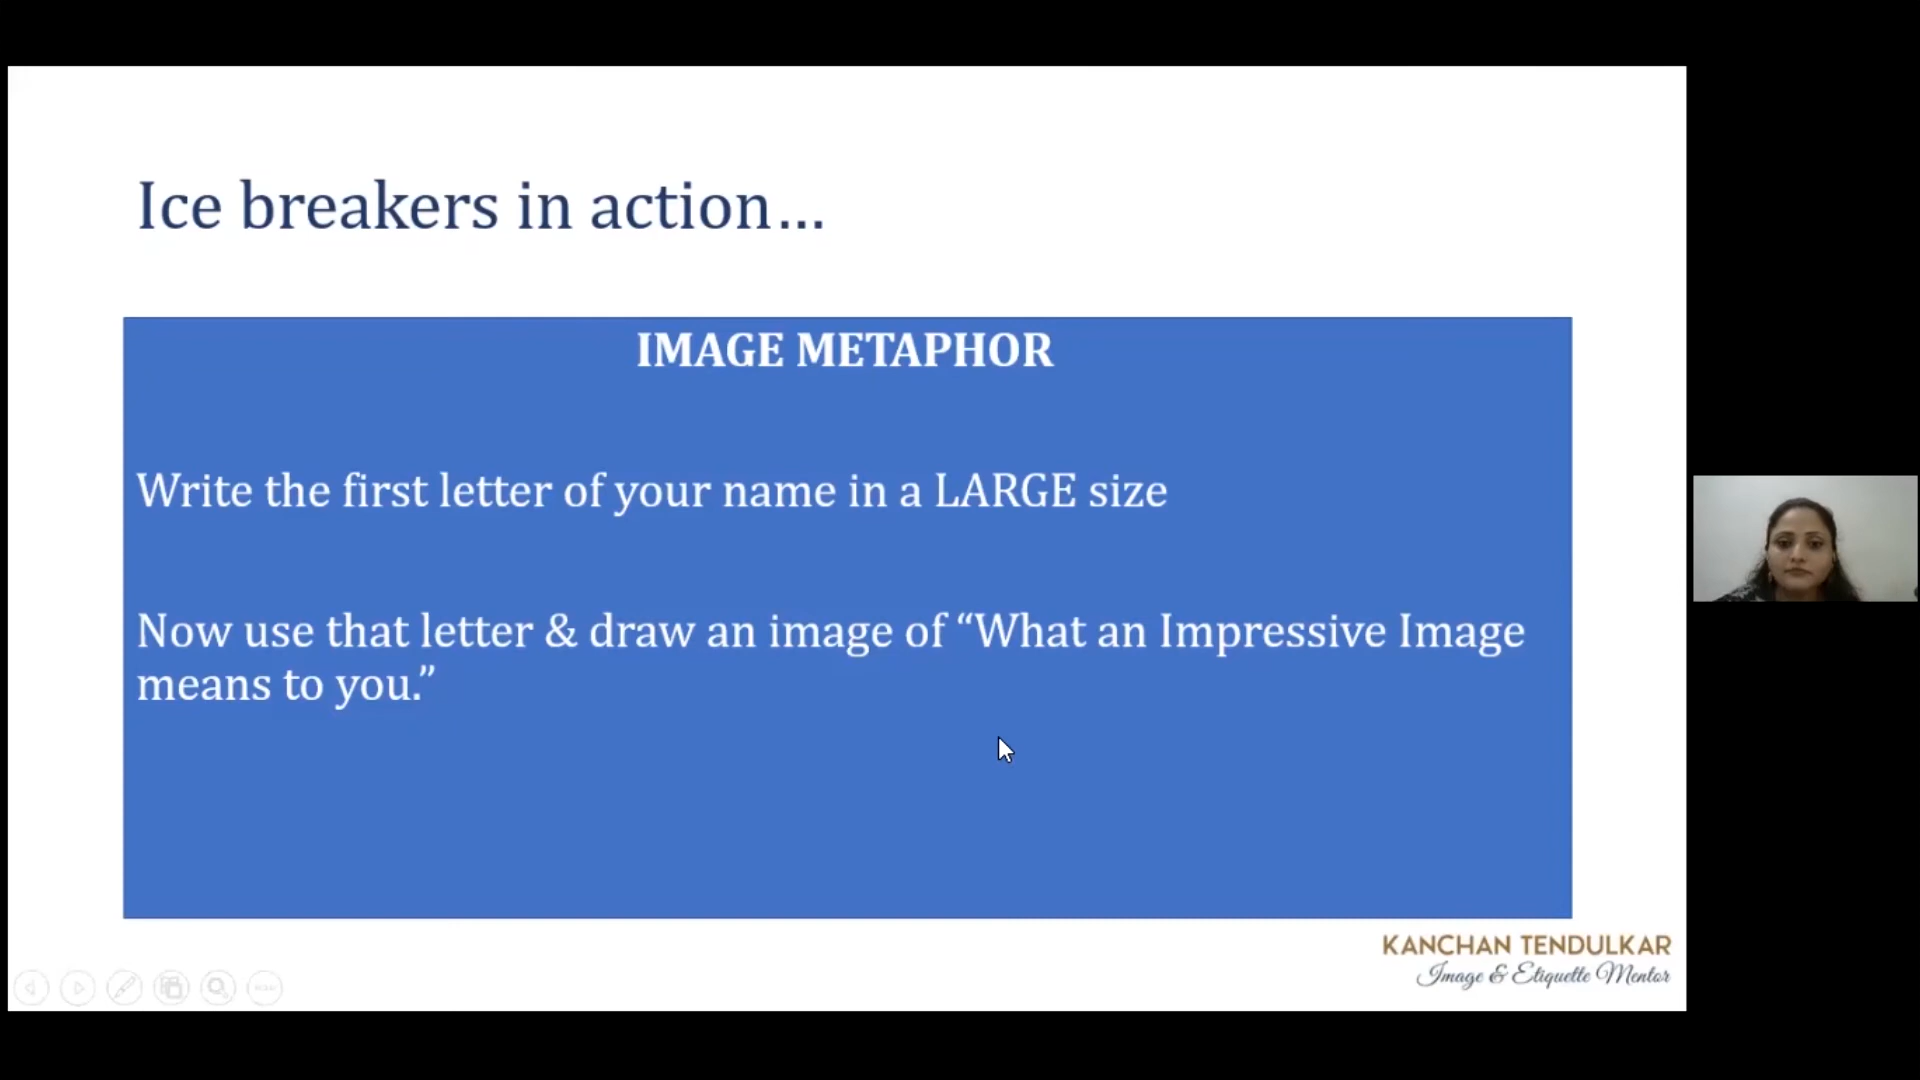 Ice breakers in action…
IMAGE METAPHOR
Write the first letter of your name in a LARGE size
Now use that letter & draw an image of “What an Impressive Image
means to you.”
KANCHAN TENDULKAR
Image & Etiquette Mentor